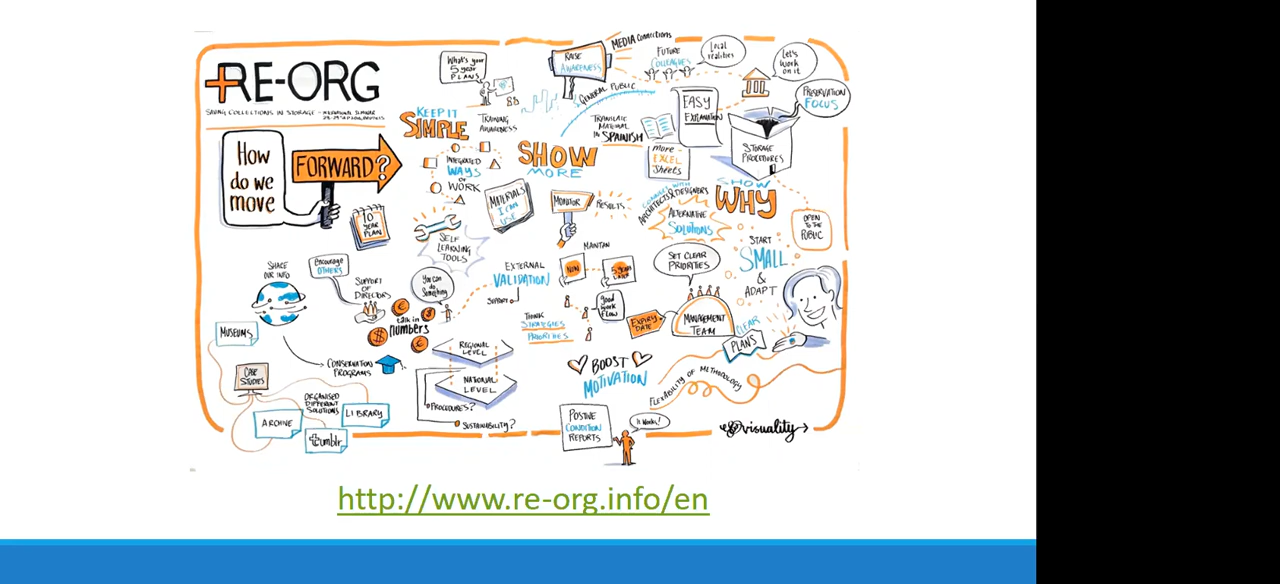 RE-ORG
SAVING COLLECTIONS IN STORAGE
How
do we
move
FORWARD?
What's your
5 year
PLANS
KEEP IT
SIMPLE
TRAINING
AWARENESS
RAISE
AWARENESS
MEDIA connections
GENERAL PUBLIC
FUTURE
COLLEAGUES
Local
realities
Let's
work
on it
PRESERVATION
FOCUS
EASY
EXPLANATION
TRANSLATE
MATERIAL
IN SPANISH
more
EXCEL
Sheets
STORAGE
PROCEDURES
INTEGRATED
WAYS
of WORK
SHOW
MORE
MATERIALS
I CAN
USE
MONITOR
RESULTS
CONNECT WITH
ARCHITECTS & DESIGNERS
ALTERNATIVE
SOLUTIONS
SHOW
WHY
OPEN
TO THE
PUBLIC
10
YEAR
PLAN
SELF
LEARNING
TOOLS
MAINTAN
NOW
5 years
SET CLEAR
PRIORITIES
START
SMALL
&
ADAPT
SHARE
OUR INFO
Encourage
OTHERS
SUPPORT
OF
DIRECTORS
You can
do
Something
EXTERNAL
VALIDATION
SUPPORT
good
work
FLOW
EXPIRY
DATE
MANAGEMENT
TEAM
CLEAR
PLANS
talk in
numbers
THINK
STRATEGIES
PRIORITIES
MUSEUMS
CONSERVATION
PROGRAMS
REGIONAL
LEVEL
NATIONAL
LEVEL
PROCEDURES?
SUSTAINABILITY?
BOOST
MOTIVATION
FLEXABILITY OF METHODOLOGY
CASE
STUDIES
ORGANISED
DIFFERENT
SOLUTIONS
ARCHIVE
LIBRARY
tumblr
POSTIVE
CONDITION
REPORTS
It Works!
visuality
http://www.re-org.info/en